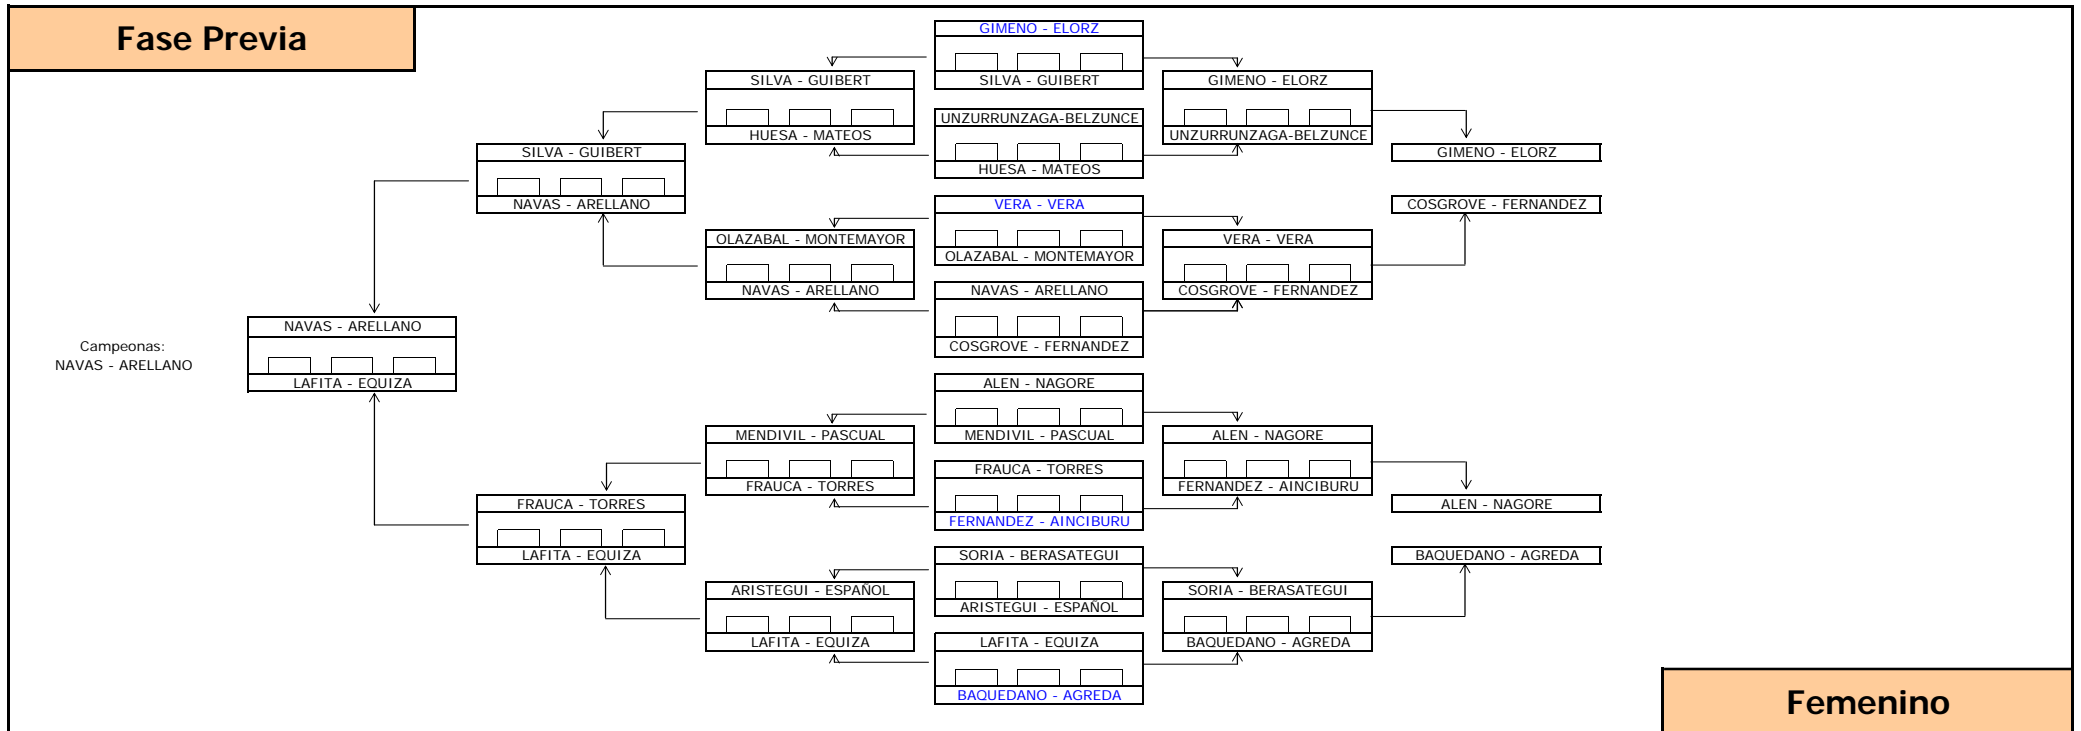 Fase Previa
GIMENO - ELORZ
SILVA - GUIBERT
SILVA - GUIBERT
GIMENO - ELORZ
UNZURRUNZAGA-BELZUNCE
HUESA - MATEOS
UNZURRUNZAGA-BELZUNCE
SILVA - GUIBERT
GIMENO - ELORZ
HUESA - MATEOS
NAVAS - ARELLANO
VERA - VERA
COSGROVE - FERNANDEZ
OLAZABAL - MONTEMAYOR
VERA - VERA
OLAZABAL - MONTEMAYOR
NAVAS - ARELLANO
NAVAS - ARELLANO
COSGROVE - FERNANDEZ
NAVAS - ARELLANO
Campeonas:
COSGROVE - FERNANDEZ
NAVAS - ARELLANO
LAFITA - EQUIZA
ALEN - NAGORE
MENDIVIL - PASCUAL
MENDIVIL - PASCUAL
ALEN - NAGORE
FRAUCA - TORRES
FRAUCA - TORRES
FERNANDEZ - AINCIBURU
FRAUCA - TORRES
ALEN - NAGORE
FERNANDEZ - AINCIBURU
LAFITA - EQUIZA
SORIA - BERASATEGUI
BAQUEDANO - AGREDA
ARISTEGUI - ESPAÑOL
SORIA - BERASATEGUI
ARISTEGUI - ESPAÑOL
LAFITA - EQUIZA
LAFITA - EQUIZA
BAQUEDANO - AGREDA
BAQUEDANO - AGREDA
Femenino